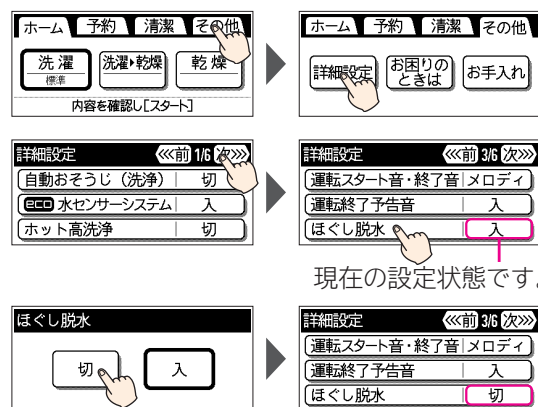 ホーム 予約 清潔 その他
洗濯 標準 洗濯▸乾燥 乾燥
内容を確認し[スタート]
ホーム 予約 清潔 その他
詳細設定 お困りの ときは お手入れ
詳細設定 前 1/6 次
自動おそうじ（洗浄） 切
eco 水センサーシステム 入
ホット高洗浄 切
詳細設定 前 3/6 次
運転スタート音・終了音 メロディ
運転終了予告音 入
ほぐし脱水 入
現在の設定状態です。
ほぐし脱水
切 入
詳細設定 前 3/6 次
運転スタート音・終了音 メロディ
運転終了予告音 入
ほぐし脱水 切